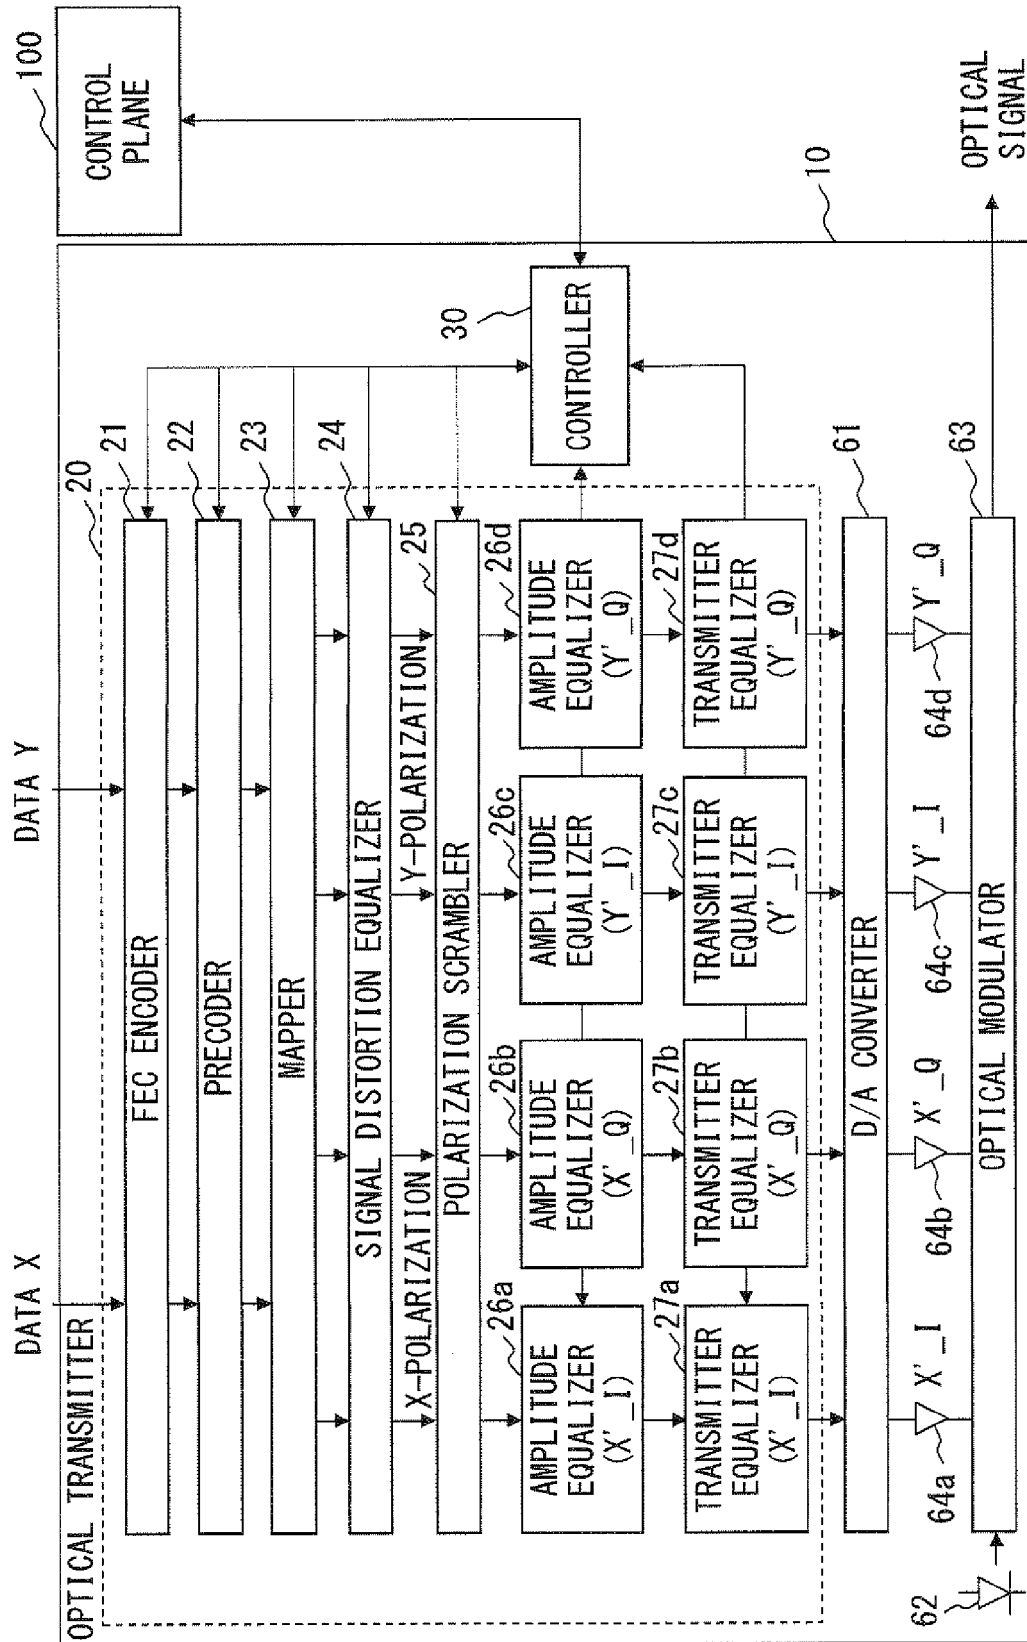 OPTICAL TRANSMITTER
DATA X
DATA Y
100
CONTROL
PLANE
20
21
FEC ENCODER
22
PRECODER
23
MAPPER
24
SIGNAL DISTORTION EQUALIZER
X-POLARIZATION
Y-POLARIZATION
25
POLARIZATION SCRAMBLER
30
CONTROLLER
10
26a
AMPLITUDE
EQUALIZER
(X'_I)
26b
AMPLITUDE
EQUALIZER
(X'_Q)
26c
AMPLITUDE
EQUALIZER
(Y'_I)
26d
AMPLITUDE
EQUALIZER
(Y'_Q)
27a
TRANSMITTER
EQUALIZER
(X'_I)
27b
TRANSMITTER
EQUALIZER
(X'_Q)
27c
TRANSMITTER
EQUALIZER
(Y'_I)
27d
TRANSMITTER
EQUALIZER
(Y'_Q)
61
D/A CONVERTER
64a
X'_I
64b
X'_Q
64c
Y'_I
64d
Y'_Q
62
63
OPTICAL MODULATOR
OPTICAL
SIGNAL